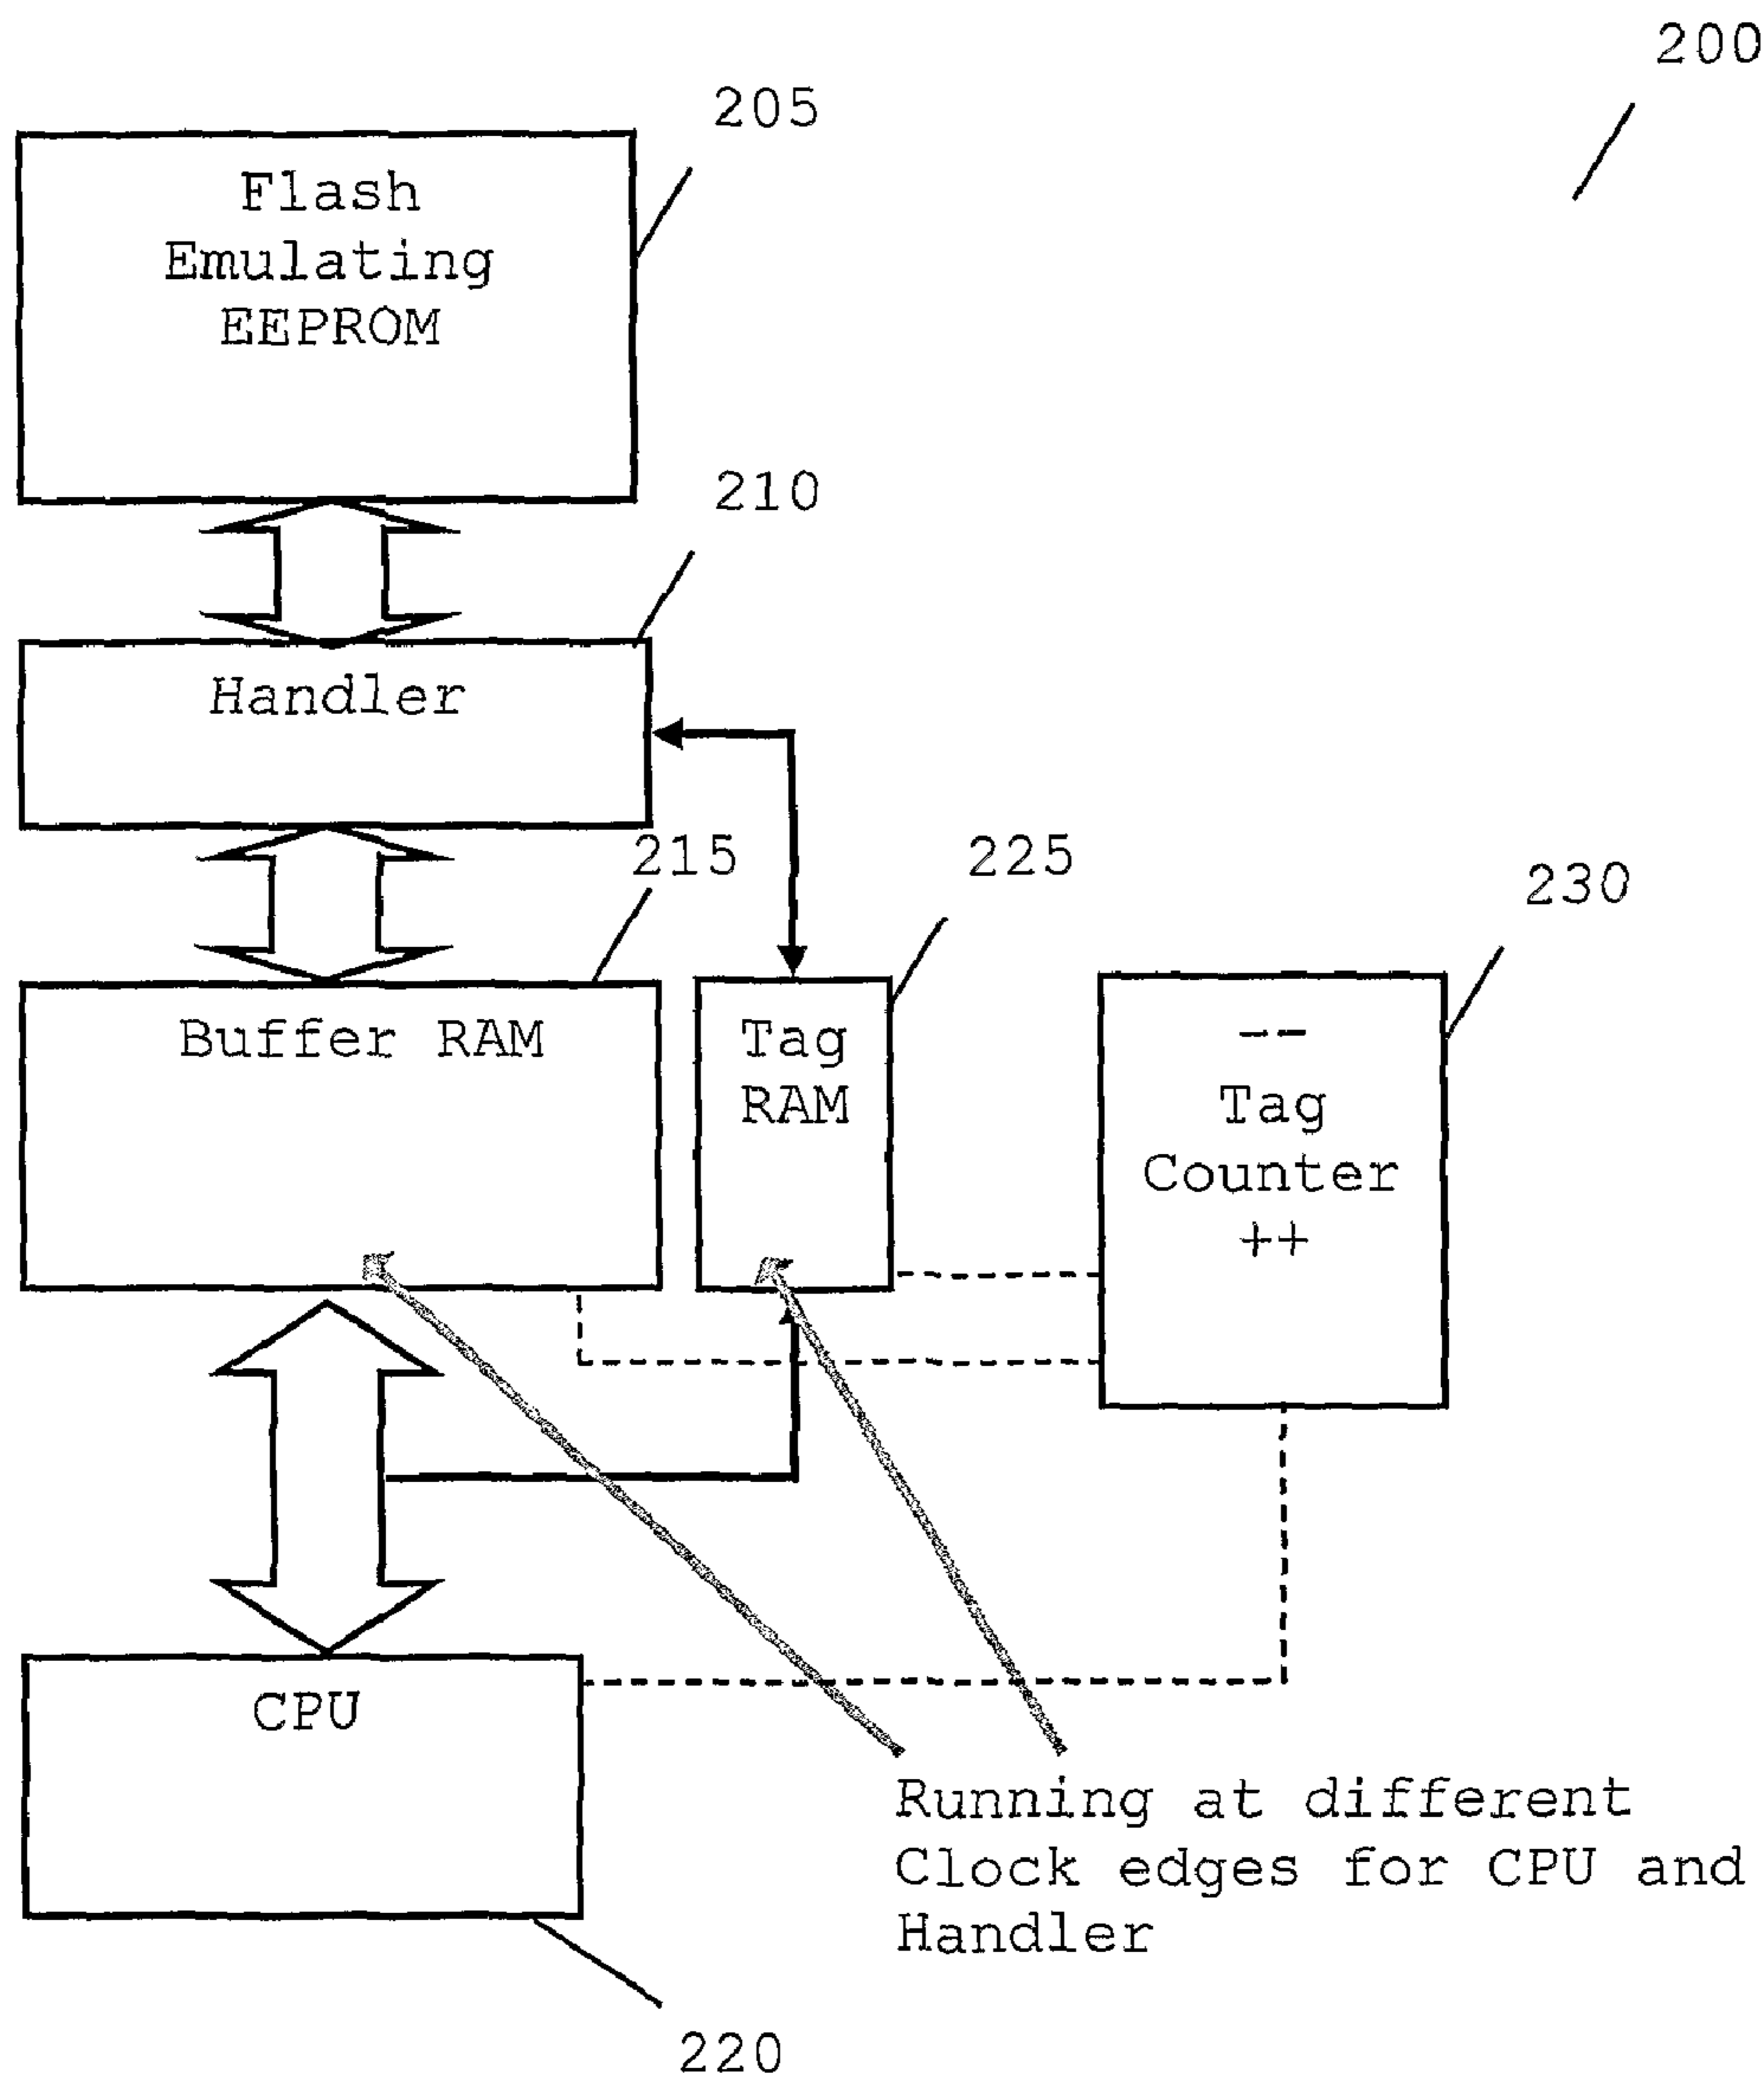 200
205
Flash
Emulating
EEPROM
210
Handler
215
225
230
Buffer RAM
Tag
RAM
--
Tag
Counter
++
CPU
Running at different
Clock edges for CPU and
Handler
220